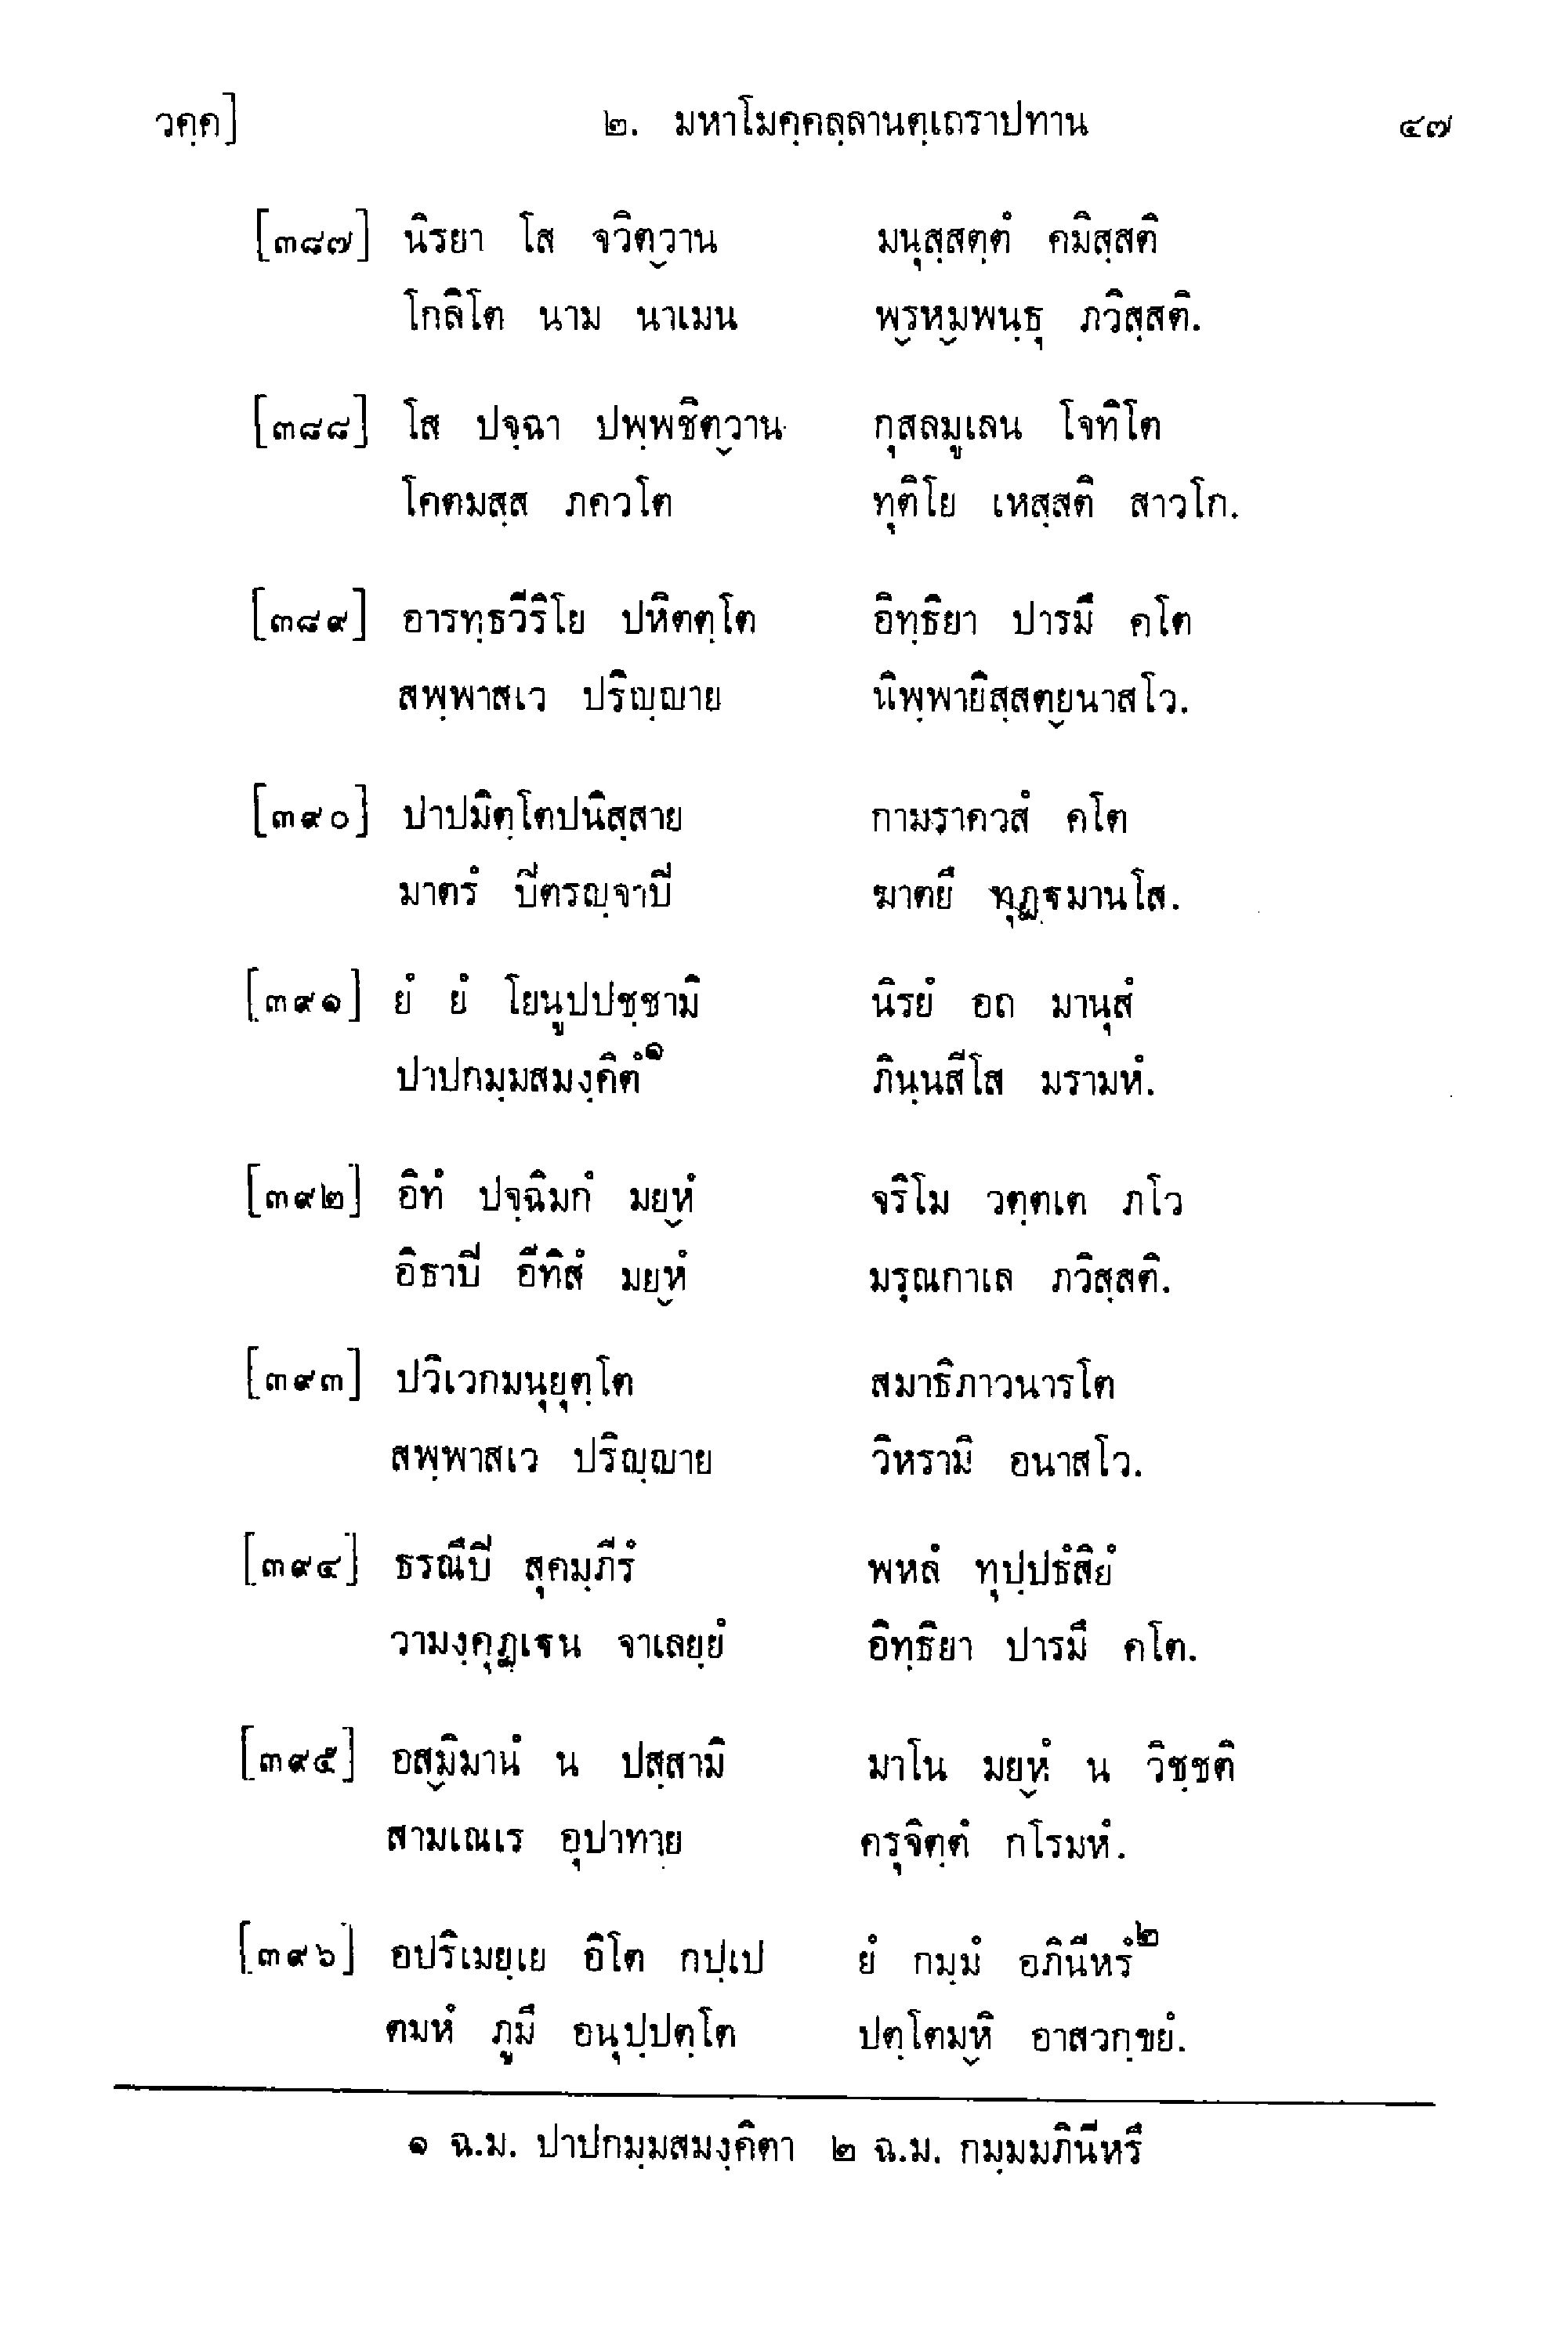 วคฺค] ๒. มหาโมคฺคลฺลานตฺเถราปทาน ๔๗
[๓๘๗] นิรยา โส จวิตฺวาน มนุสฺสตฺตํ คมิสฺสติ
โกลิโต นาม นาเมน พฺรหฺมพนฺธุ ภวิสฺสติ.
[๓๘๘] โส ปจฺฉา ปพฺพชิตฺวาน กุสลมูเลน โจทิโต
โคตมสฺส ภควโต ทุติโย เหสฺสติ สาวโก.
[๓๘๙] อารทฺธวีริโย ปหิตตฺโต อิทฺธิยา ปารมึ คโต
สพฺพาสเว ปริญฺญาย นิพฺพายิสฺสตฺยนาสโว.
[๓๙๐] ปาปมิตฺโตปนิสฺสาย กามราควสํ คโต
มาตรํ ปีตรญฺจาปี ฆาตยึ ทุฏฺฐมานโส.
[๓๙๑] ยํ ยํ โยนูปปชฺชามิ นิรยํ อถ มานุสํ
ปาปกมฺมสมงฺคิตํ๑ ภินฺนสีโส มรามหํ.
[๓๙๒] อิทํ ปจฺฉิมกํ มยฺหํ จริโม วตฺตเต ภโว
อิธาปี อีทิสํ มยฺหํ มรณกาเล ภวิสฺสติ.
[๓๙๓] ปวิเวกมนุยุตฺโต สมาธิภาวนารโต
สพฺพาสเว ปริญฺญาย วิหรามิ อนาสโว.
[๓๙๔] ธรณึปี สุคมฺภีรํ พหลํ ทุปฺปธํสิยํ
วามงฺคุฏฺเฐน จาเลยฺยํ อิทฺธิยา ปารมึ คโต.
[๓๙๕] อสฺมิมานํ น ปสฺสามิ มาโน มยฺหํ น วิชฺชติ
สามเณเร อุปาทาย ครุจิตฺตํ กโรมหํ.
[๓๙๖] อปริเมยฺเย อิโต กปฺเป ยํ กมฺมํ อภินีหรํ๒
ตมหํ ภูมึ อนุปฺปตฺโต ปตฺโตมฺหิ อาสวกฺขยํ.
๑ ฉ.ม. ปาปกมฺมสมงฺคิตา ๒ ฉ.ม. กมฺมมภินีหรึ